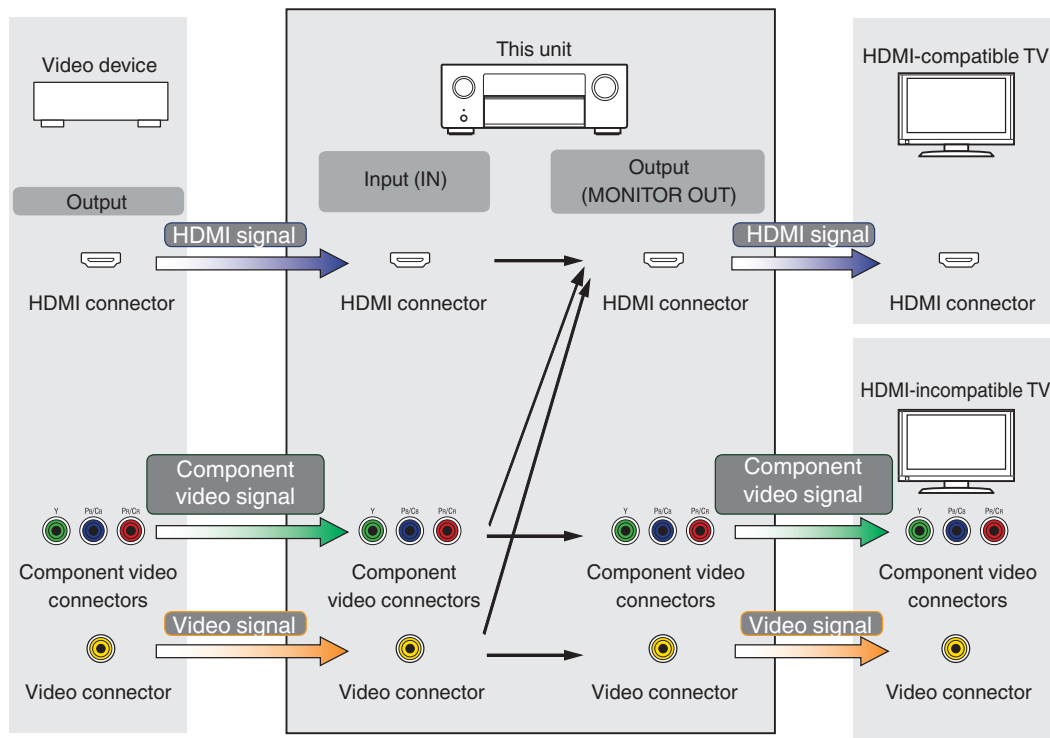 This unit
HDMI-compatible TV
Video device
Input (IN)
Output
(MONITOR OUT)
Output
HDMI signal
HDMI signal
HDMI connector
HDMI connector
HDMI connector
HDMI connector
HDMI-incompatible TV
Component
video signal
Component
video signal
Y PB/CB PR/CR
Y PB/CB PR/CR
Y PB/CB PR/CR
Y PB/CB PR/CR
Component video
connectors
Component
video connectors
Component video
connectors
Component video
connectors
Video signal
Video signal
Video connector
Video connector
Video connector
Video connector